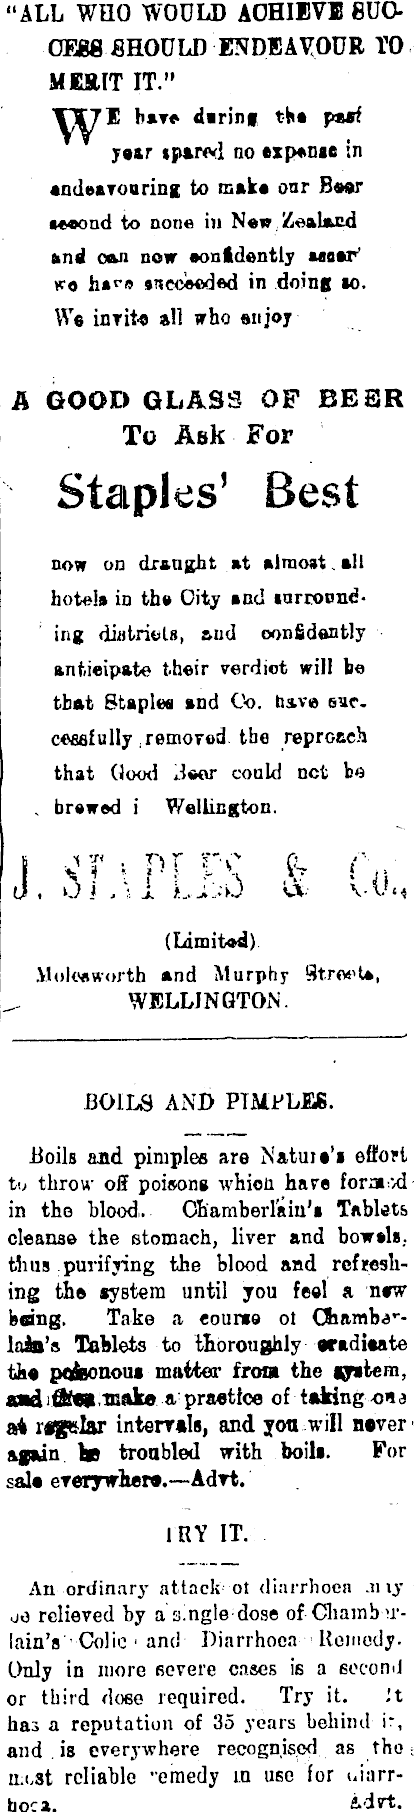 "ALL WHO WOULD ACHIEVE SUC-
CESS SHOULD ENDEAVOUR TO
MERIT IT."
WE have during the past
year spared no expense in
endeavouring to make our Beer
second to none in New Zealand
and can now confidently asser'
we have succeeded in doing so.
We invite all who enjoy
A GOOD GLASS OF BEER
To Ask For
Staples' Best
now on draught at almost all
hotels in the City and surround-
ing districts, and confidently
anticipate their verdict will be
that Staples and Co. have suc-
cessfully removed the reproach
that Good Beer could not be
brewed i Wellington.
J. STAPLES & Co.,
(Limited)
Molesworth and Murphy Streets,
WELLINGTON.
BOILS AND PIMPLES.
Boils and pimples are Nature's effort
to throw off poisons which have formed
in the blood. Chamberlain's Tablets
cleanse the stomach, liver and bowels,
thus purifying the blood and refresh-
ing the system until you feel a new
being. Take a course of Chamber-
lain's Tablets to thoroughly eradicate
the poisonous matter from the system,
and then make a practice of taking one
at regular intervals, and you will never
again be troubled with boils. For
sale everywhere.—Advt.
TRY IT.
An ordinary attack of diarrhoea may
be relieved by a single dose of Chamber-
lain's Colic and Diarrhoea Remedy.
Only in more severe cases is a second
or third dose required. Try it. It
has a reputation of 35 years behind it,
and is everywhere recognised as the
most reliable remedy in use for diarr-
hoea. Advt.